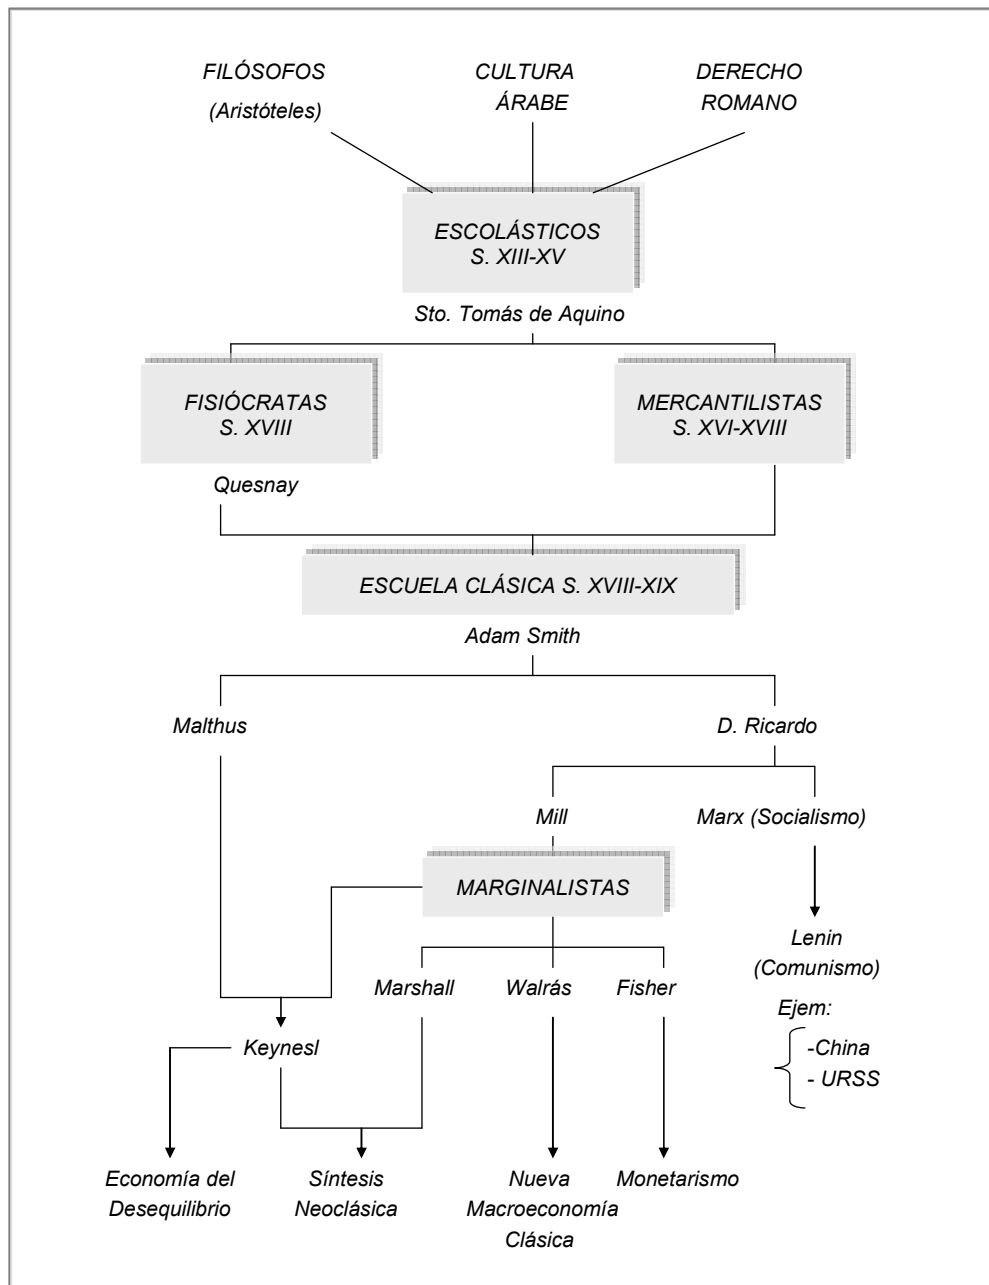 FILÓSOFOS
(Aristóteles)
CULTURA
ÁRABE
DERECHO
ROMANO
ESCOLÁSTICOS
S. XIII-XV
Sto. Tomás de Aquino
FISIÓCRATAS
S. XVIII
MERCANTILISTAS
S. XVI-XVIII
Quesnay
ESCUELA CLÁSICA S. XVIII-XIX
Adam Smith
Malthus
D. Ricardo
Mill
Marx (Socialismo)
MARGINALISTAS
Lenin
(Comunismo)
Marshall
Walrás
Fisher
Ejem:
-China
- URSS
Keynesl
Economía del
Desequilibrio
Síntesis
Neoclásica
Nueva
Macroeconomía
Clásica
Monetarismo